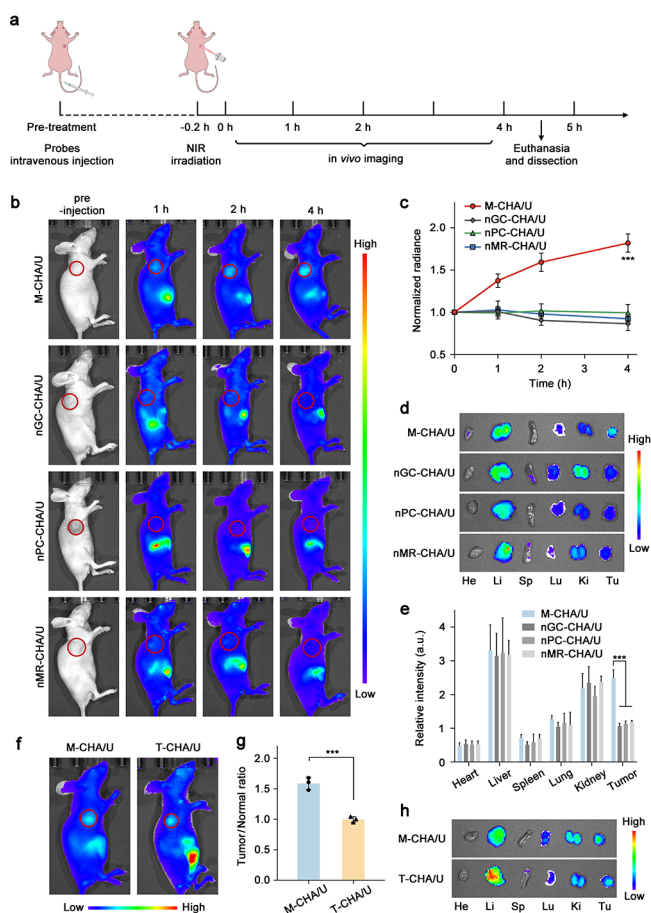 a
-0.2 h
0 h
1 h
2 h
4 h
5 h
Pre-treatment
Probes
intravenous injection
NIR
irradiation
in vivo imaging
Euthanasia
and dissection
b
pre
-injection
1 h
2 h
4 h
M-CHA/U
nGC-CHA/U
nPC-CHA/U
nMR-CHA/U
High
Low
c
M-CHA/U
nGC-CHA/U
nPC-CHA/U
nMR-CHA/U
Normalized radiance
2.0
1.5
1.0
0.5
***
0
1
2
3
4
Time (h)
d
M-CHA/U
nGC-CHA/U
nPC-CHA/U
nMR-CHA/U
He Li Sp Lu Ki Tu
High
Low
e
M-CHA/U
nGC-CHA/U
nPC-CHA/U
nMR-CHA/U
***
Relative intensity (a.u.)
5
4
3
2
1
0
Heart
Liver
Spleen
Lung
Kidney
Tumor
f
M-CHA/U
T-CHA/U
Low
High
g
***
Tumor/Normal ratio
2.0
1.5
1.0
0.5
0.0
M-CHA/U
T-CHA/U
h
M-CHA/U
T-CHA/U
He Li Sp Lu Ki Tu
High
Low